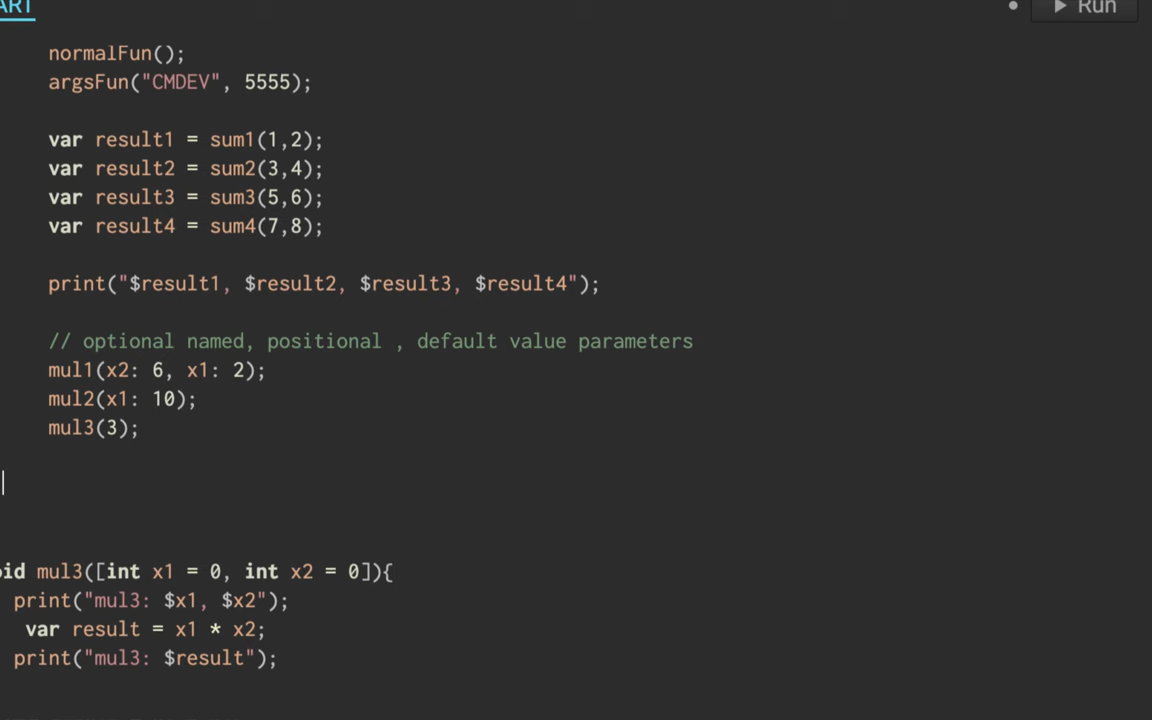 ART
Run
normalFun();
argsFun("CMDEV", 5555);
var result1 = sum1(1,2);
var result2 = sum2(3,4);
var result3 = sum3(5,6);
var result4 = sum4(7,8);
print("$result1, $result2, $result3, $result4");
// optional named, positional , default value parameters
mul1(x2: 6, x1: 2);
mul2(x1: 10);
mul3(3);
oid mul3([int x1 = 0, int x2 = 0]){
print("mul3: $x1, $x2");
var result = x1 * x2;
print("mul3: $result");